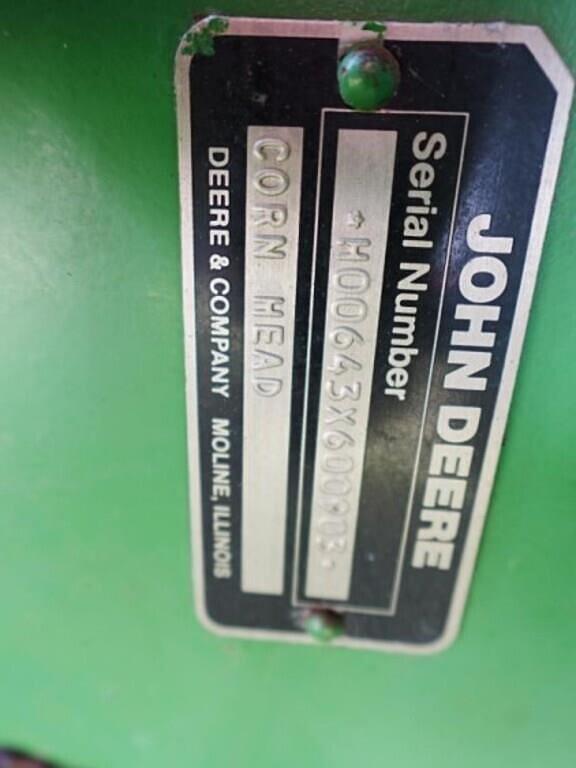 JOHN DEERE
Serial Number
*H00643X600903*
CORN HEAD
DEERE & COMPANY MOLINE, ILLINOIS